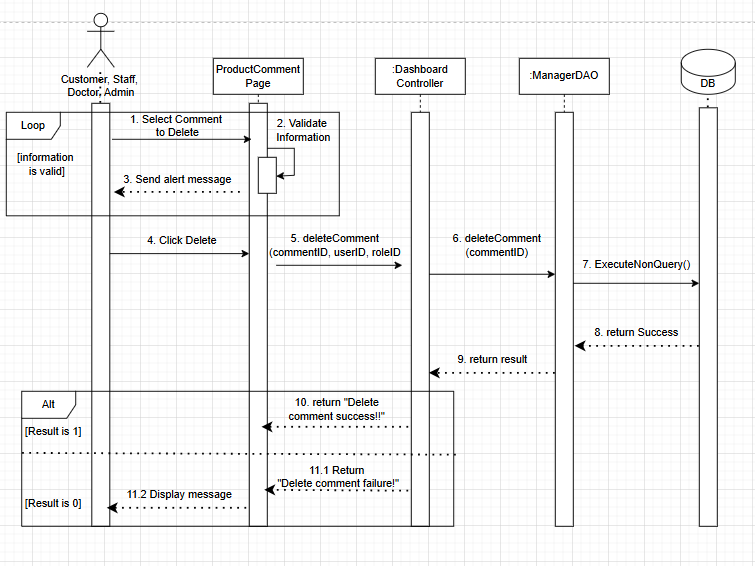 Customer, Staff,
Doctor, Admin
ProductComment
Page
:Dashboard
Controller
:ManagerDAO
DB
Loop
[information
is valid]
1. Select Comment
to Delete
2. Validate
Information
3. Send alert message
4. Click Delete
5. deleteComment
(commentID, userID, roleID
6. deleteComment
(commentID)
7. ExecuteNonQuery()
8. return Success
9. return result
Alt
[Result is 1]
10. return "Delete
comment success!!"
11.1 Return
"Delete comment failure!"
11.2 Display message
[Result is 0]